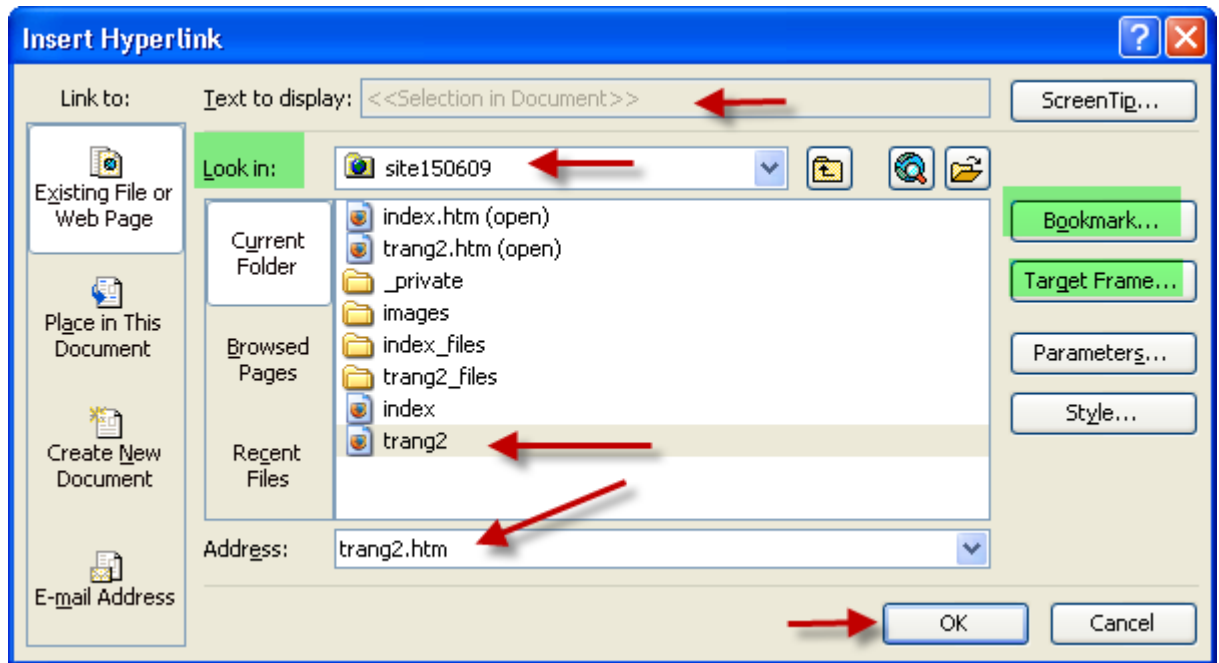 Insert Hyperlink
Link to:
Text to display:
<<Selection in Document>>
ScreenTip...
Existing File or
Web Page
Place in This
Document
Create New
Document
E-mail Address
Look in:
site150609
Current
Folder
Browsed
Pages
Recent
Files
index.htm (open)
trang2.htm (open)
_private
images
index_files
trang2_files
index
trang2
Bookmark...
Target Frame...
Parameters...
Style...
Address:
trang2.htm
OK
Cancel